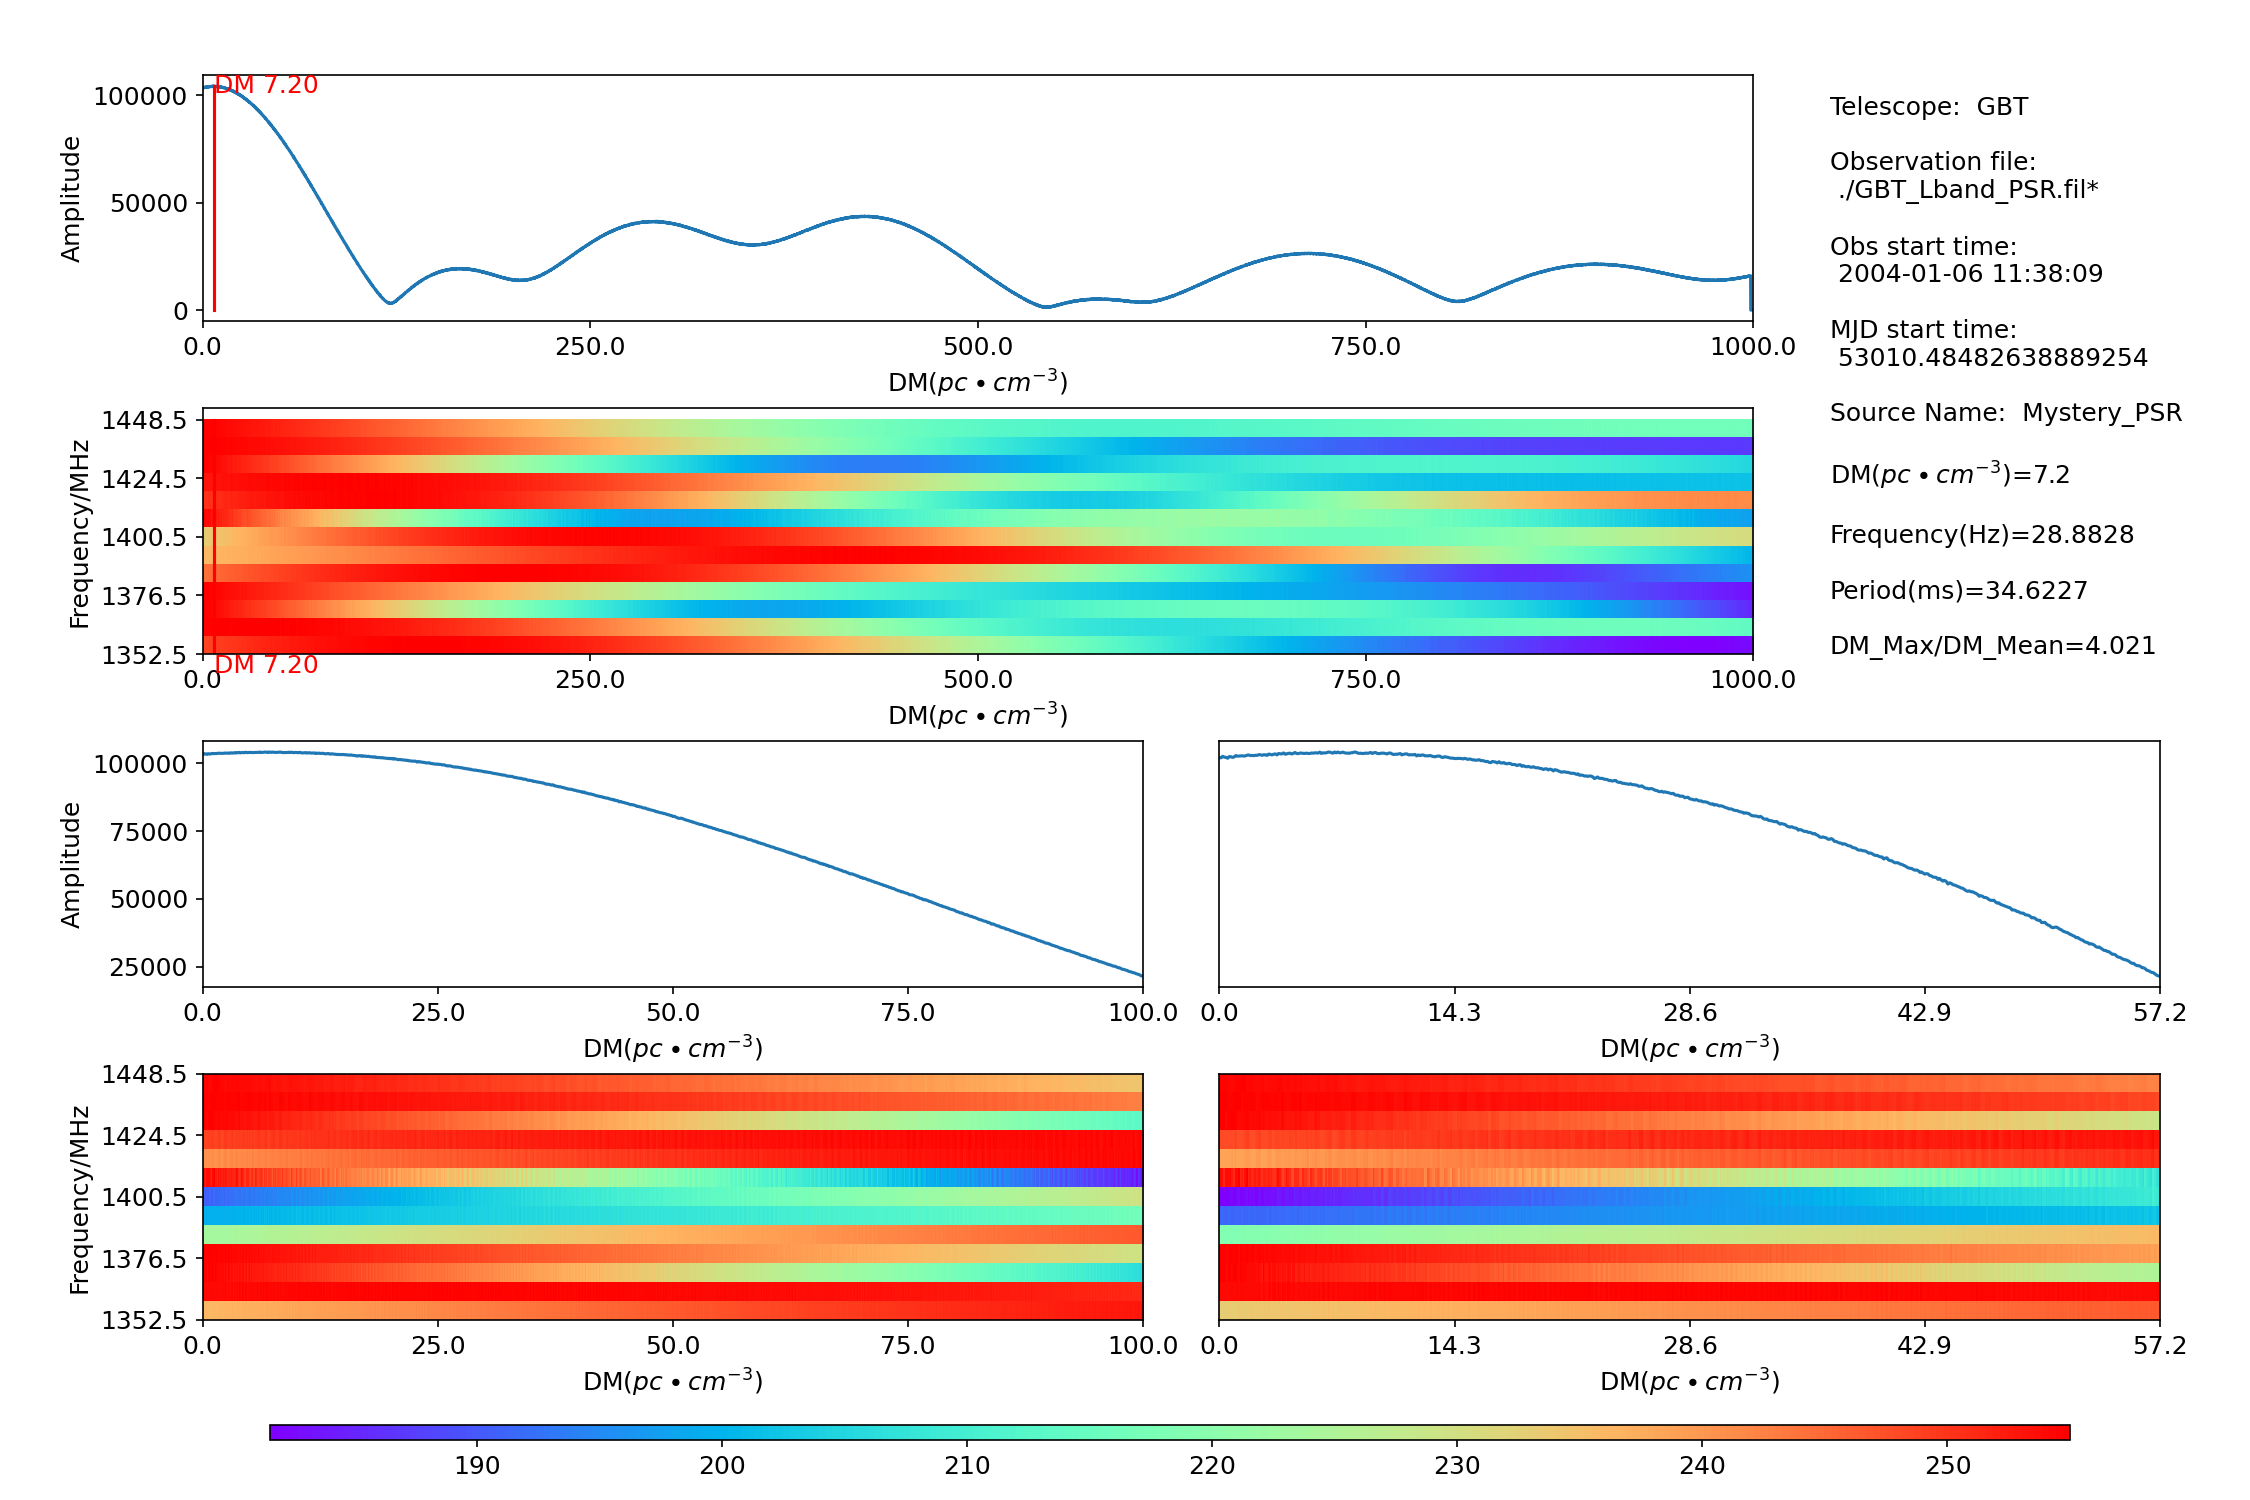 DM 7.20
100000
50000
0
Amplitude
0.0 250.0 500.0 750.0 1000.0
DM(pc • cm⁻³)
Telescope:  GBT
Observation file:
./GBT_Lband_PSR.fil*
Obs start time:
2004-01-06 11:38:09
MJD start time:
53010.48482638889254
Source Name:  Mystery_PSR
DM(pc • cm⁻³)=7.2
Frequency(Hz)=28.8828
Period(ms)=34.6227
DM_Max/DM_Mean=4.021
1448.5
1424.5
1400.5
1376.5
1352.5
Frequency/MHz
DM 7.20
0.0 250.0 500.0 750.0 1000.0
DM(pc • cm⁻³)
100000
75000
50000
25000
Amplitude
0.0 25.0 50.0 75.0 100.0
DM(pc • cm⁻³)
0.0 14.3 28.6 42.9 57.2
DM(pc • cm⁻³)
1448.5
1424.5
1400.5
1376.5
1352.5
Frequency/MHz
0.0 25.0 50.0 75.0 100.0
DM(pc • cm⁻³)
0.0 14.3 28.6 42.9 57.2
DM(pc • cm⁻³)
190 200 210 220 230 240 250